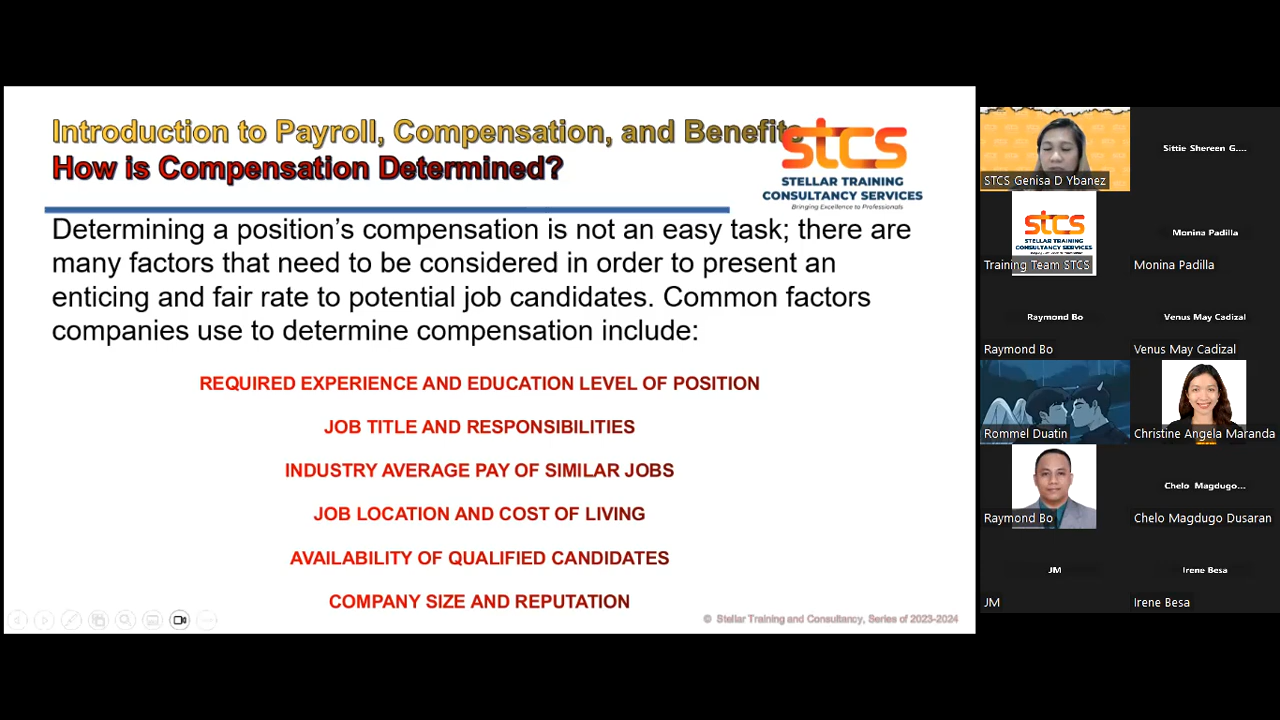 Introduction to Payroll, Compensation, and Benefits
How is Compensation Determined?
stcs
STELLAR TRAINING
CONSULTANCY SERVICES
Bringing Excellence to Professionals
Determining a position’s compensation is not an easy task; there are
many factors that need to be considered in order to present an
enticing and fair rate to potential job candidates. Common factors
companies use to determine compensation include:
REQUIRED EXPERIENCE AND EDUCATION LEVEL OF POSITION
JOB TITLE AND RESPONSIBILITIES
INDUSTRY AVERAGE PAY OF SIMILAR JOBS
JOB LOCATION AND COST OF LIVING
AVAILABILITY OF QUALIFIED CANDIDATES
COMPANY SIZE AND REPUTATION
© Stellar Training and Consultancy, Series of 2023-2024
STCS Genisa D Ybanez
Sittie Shereen G....
stcs
STELLAR TRAINING
CONSULTANCY SERVICES
Training Team STCS
Monina Padilla
Monina Padilla
Raymond Bo
Raymond Bo
Venus May Cadizal
Venus May Cadizal
Rommel Duatin
Christine Angela Maranda
Raymond Bo
Chelo Magdugo...
Chelo Magdugo Dusaran
JM
JM
Irene Besa
Irene Besa